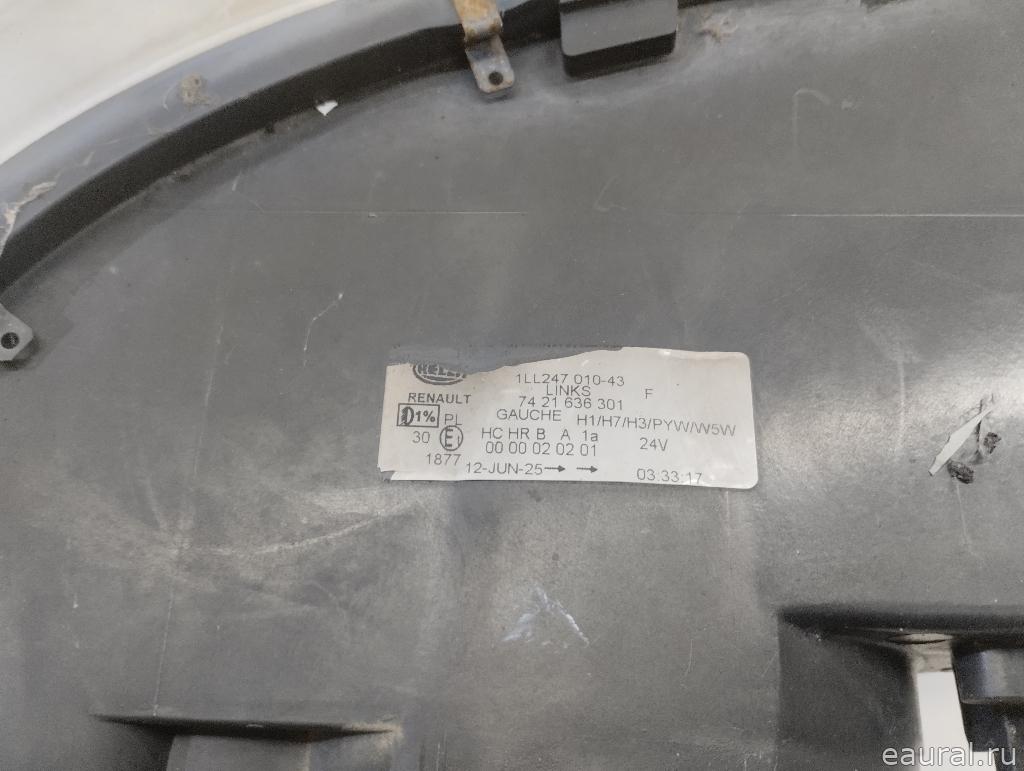 HELLA
1LL247 010-43
LINKS F
RENAULT 74 21 636 301
GAUCHE H1/H7/H3/PYW/W5W
1% PL
30 E1 HC HR B A 1a 24V
00 00 02 02 01
1877
12-JUN-25 03:33:17
eaural.ru